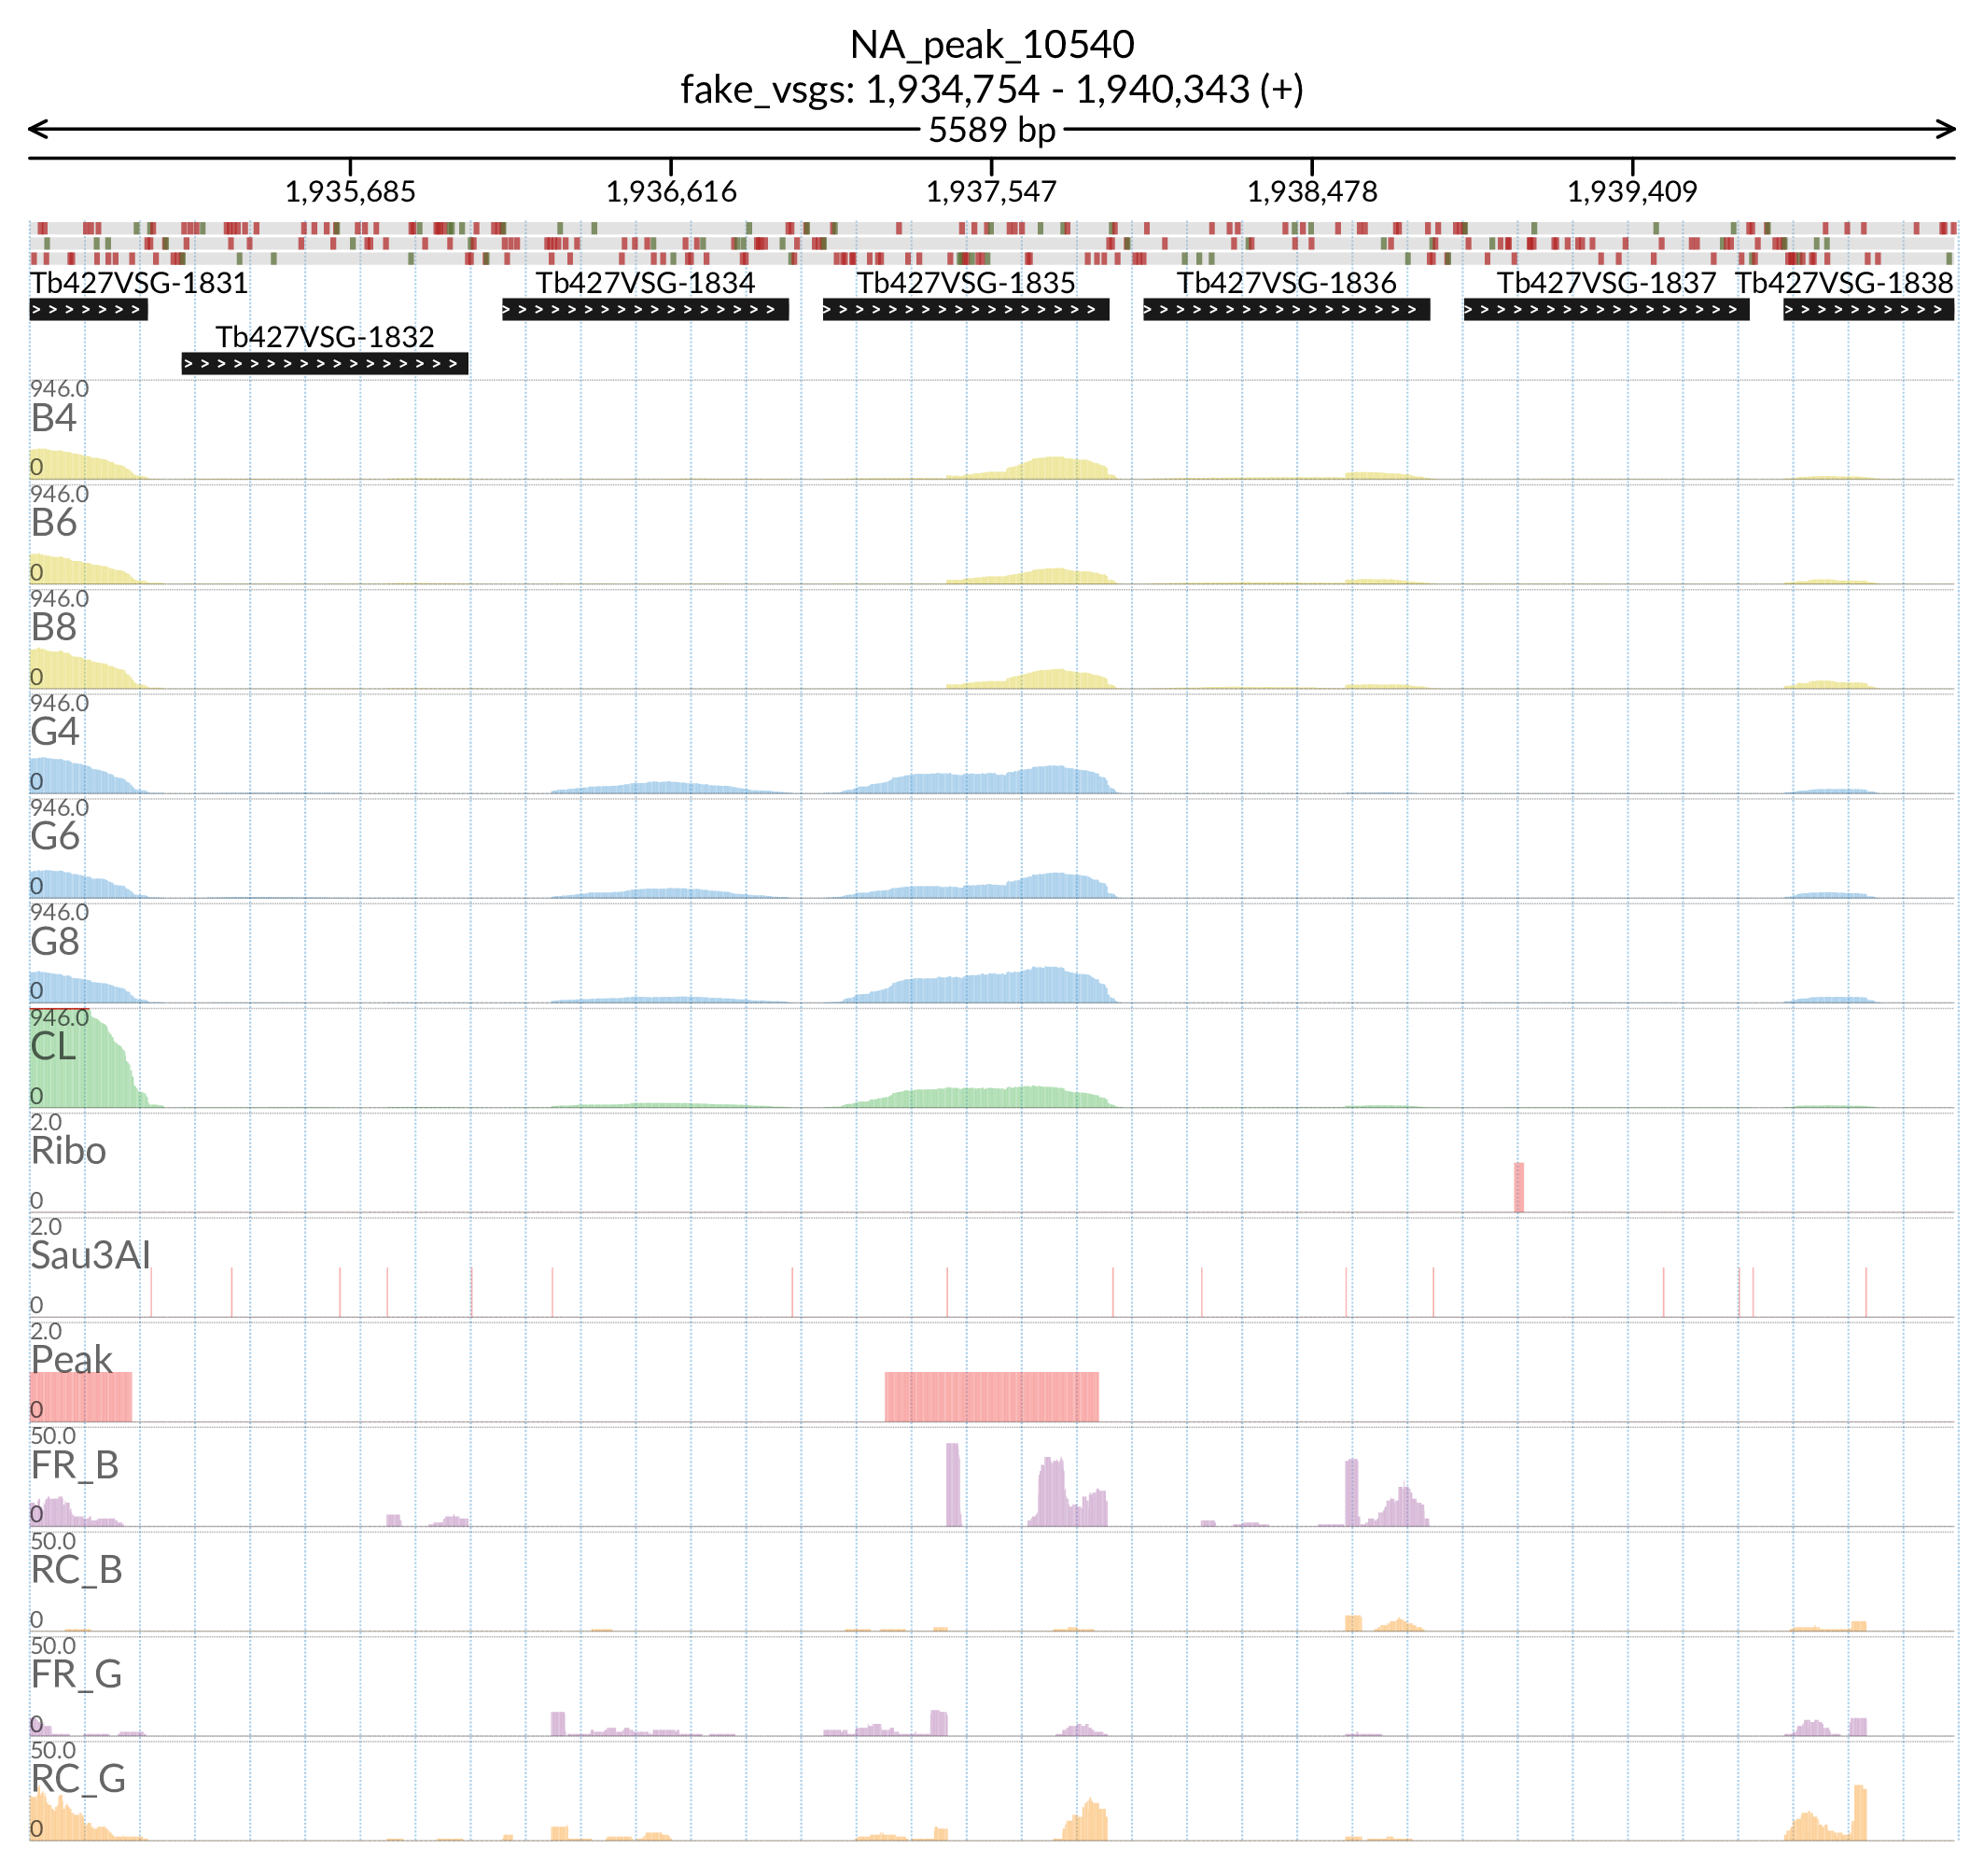 NA_peak_10540
fake_vsgs: 1,934,754 - 1,940,343 (+)
5589 bp
1,935,685 1,936,616 1,937,547 1,938,478 1,939,409
Tb427VSG-1831 Tb427VSG-1834 Tb427VSG-1835 Tb427VSG-1836 Tb427VSG-1837 Tb427VSG-1838
Tb427VSG-1832
946.0
B4
0
946.0
B6
0
946.0
B8
0
946.0
G4
0
946.0
G6
0
946.0
G8
0
946.0
CL
0
2.0
Ribo
0
2.0
Sau3AI
0
2.0
Peak
0
50.0
FR_B
0
50.0
RC_B
0
50.0
FR_G
0
50.0
RC_G
0